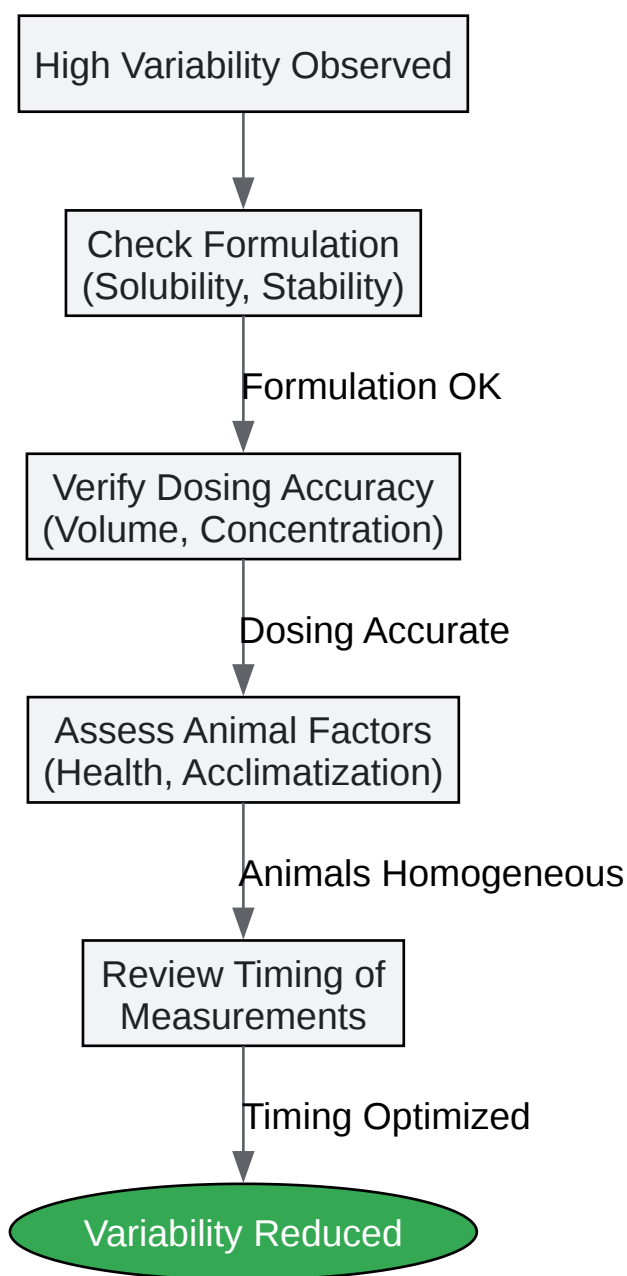 High Variability Observed
Check Formulation
(Solubility, Stability)
Formulation OK
Verify Dosing Accuracy
(Volume, Concentration)
Dosing Accurate
Assess Animal Factors
(Health, Acclimatization)
Animals Homogeneous
Review Timing of
Measurements
Timing Optimized
Variability Reduced